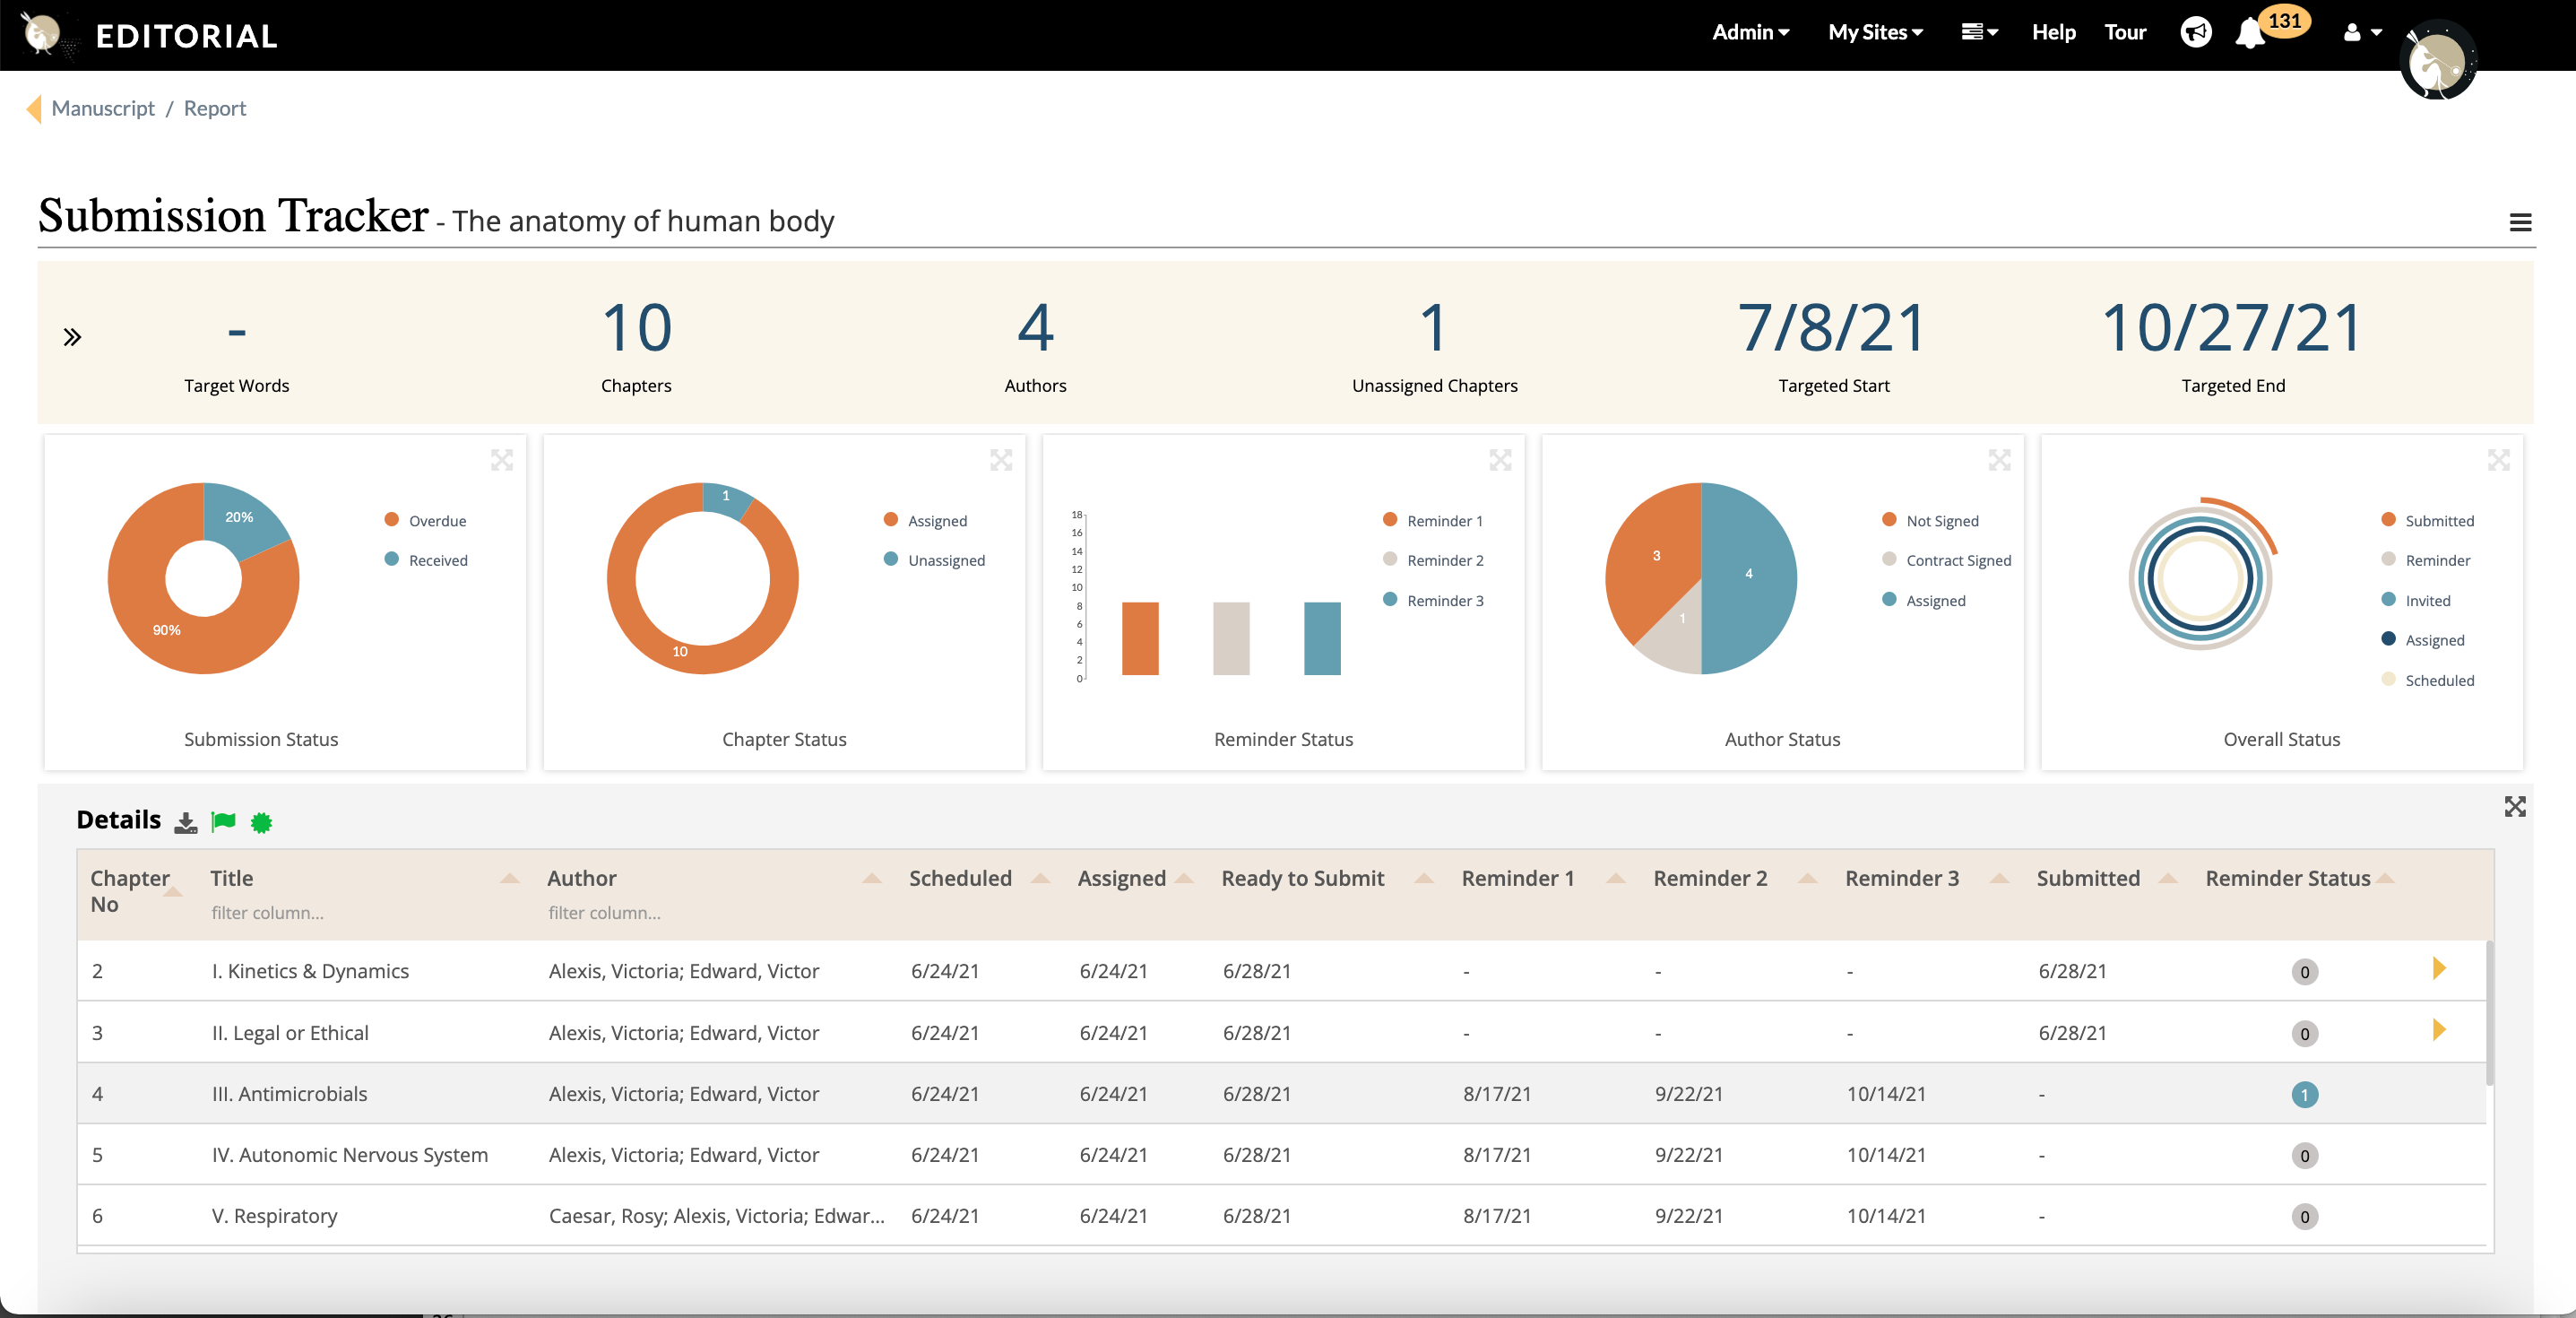 EDITORIAL
Admin My Sites Help Tour 131
Manuscript / Report
Submission Tracker - The anatomy of human body
- 10 4 1 7/8/21 10/27/21
Target Words Chapters Authors Unassigned Chapters Targeted Start Targeted End
20%
90%
Overdue
Received
Submission Status
1
10
Assigned
Unassigned
Chapter Status
18
16
14
12
10
8
6
4
2
0
Reminder 1
Reminder 2
Reminder 3
Reminder Status
3
4
1
Not Signed
Contract Signed
Assigned
Author Status
Submitted
Reminder
Invited
Assigned
Scheduled
Overall Status
Details
Chapter No Title Author Scheduled Assigned Ready to Submit Reminder 1 Reminder 2 Reminder 3 Submitted Reminder Status
filter column... filter column...
2 I. Kinetics & Dynamics Alexis, Victoria; Edward, Victor 6/24/21 6/24/21 6/28/21 - - - 6/28/21 0
3 II. Legal or Ethical Alexis, Victoria; Edward, Victor 6/24/21 6/24/21 6/28/21 - - - 6/28/21 0
4 III. Antimicrobials Alexis, Victoria; Edward, Victor 6/24/21 6/24/21 6/28/21 8/17/21 9/22/21 10/14/21 - 1
5 IV. Autonomic Nervous System Alexis, Victoria; Edward, Victor 6/24/21 6/24/21 6/28/21 8/17/21 9/22/21 10/14/21 - 0
6 V. Respiratory Caesar, Rosy; Alexis, Victoria; Edwar... 6/24/21 6/24/21 6/28/21 8/17/21 9/22/21 10/14/21 - 0